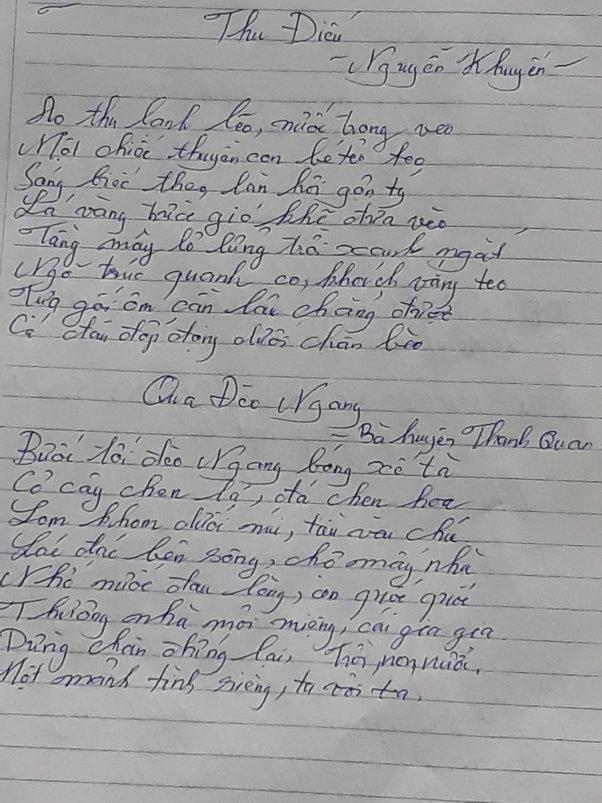 Thu Điếu
- Nguyễn Khuyến -
Ao thu lạnh lẽo, nước trong veo
Một chiếc thuyền con bé tẻo teo
Sóng biếc theo làn hơi gợn tý
Lá vàng trước gió khẽ đưa vèo
Tầng mây lơ lửng trời xanh ngắt
Ngõ trúc quanh co, khách vắng teo
Tựa gối ôm cần lâu chẳng được
Cá đâu đớp động dưới chân bèo
Qua Đèo Ngang
- Bà huyện Thanh Quan
Bước tới đèo Ngang bóng xế tà
Cỏ cây chen lá, đá chen hoa
Lom khom dưới núi, tiều vài chú
Lác đác bên sông, chợ mấy nhà
Nhớ nước đau lòng, con quốc quốc
Thương nhà mỏi miệng, cái gia gia
Dừng chân đứng lại, trời, non, nước,
Một mảnh tình riêng, ta với ta.